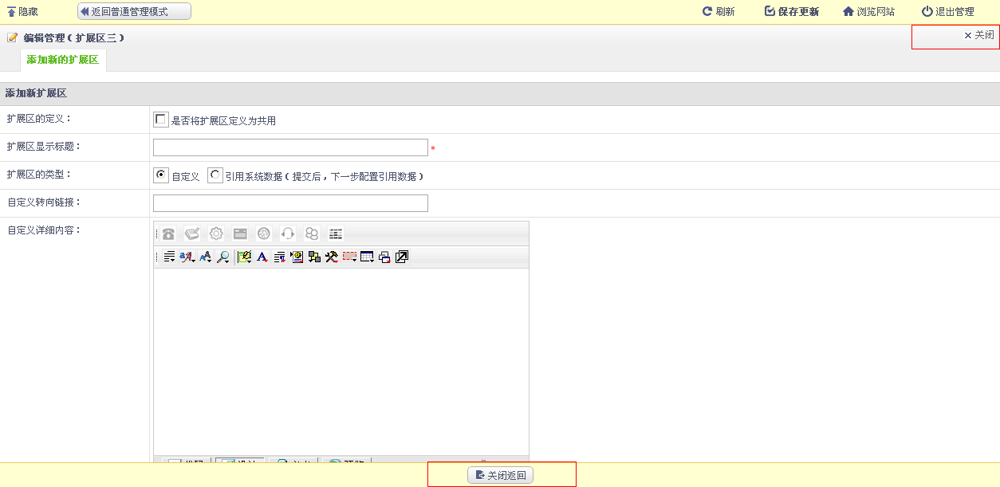 隐藏 返回普通管理模式 刷新 保存更新 浏览网站 退出管理
编辑管理（扩展区三） × 关闭
添加新的扩展区
添加新扩展区
扩展区的定义： 是否将扩展区定义为共用
扩展区显示标题： *
扩展区的类型： 自定义 引用系统数据（提交后，下一步配置引用数据）
自定义转向链接：
自定义详细内容：
关闭返回